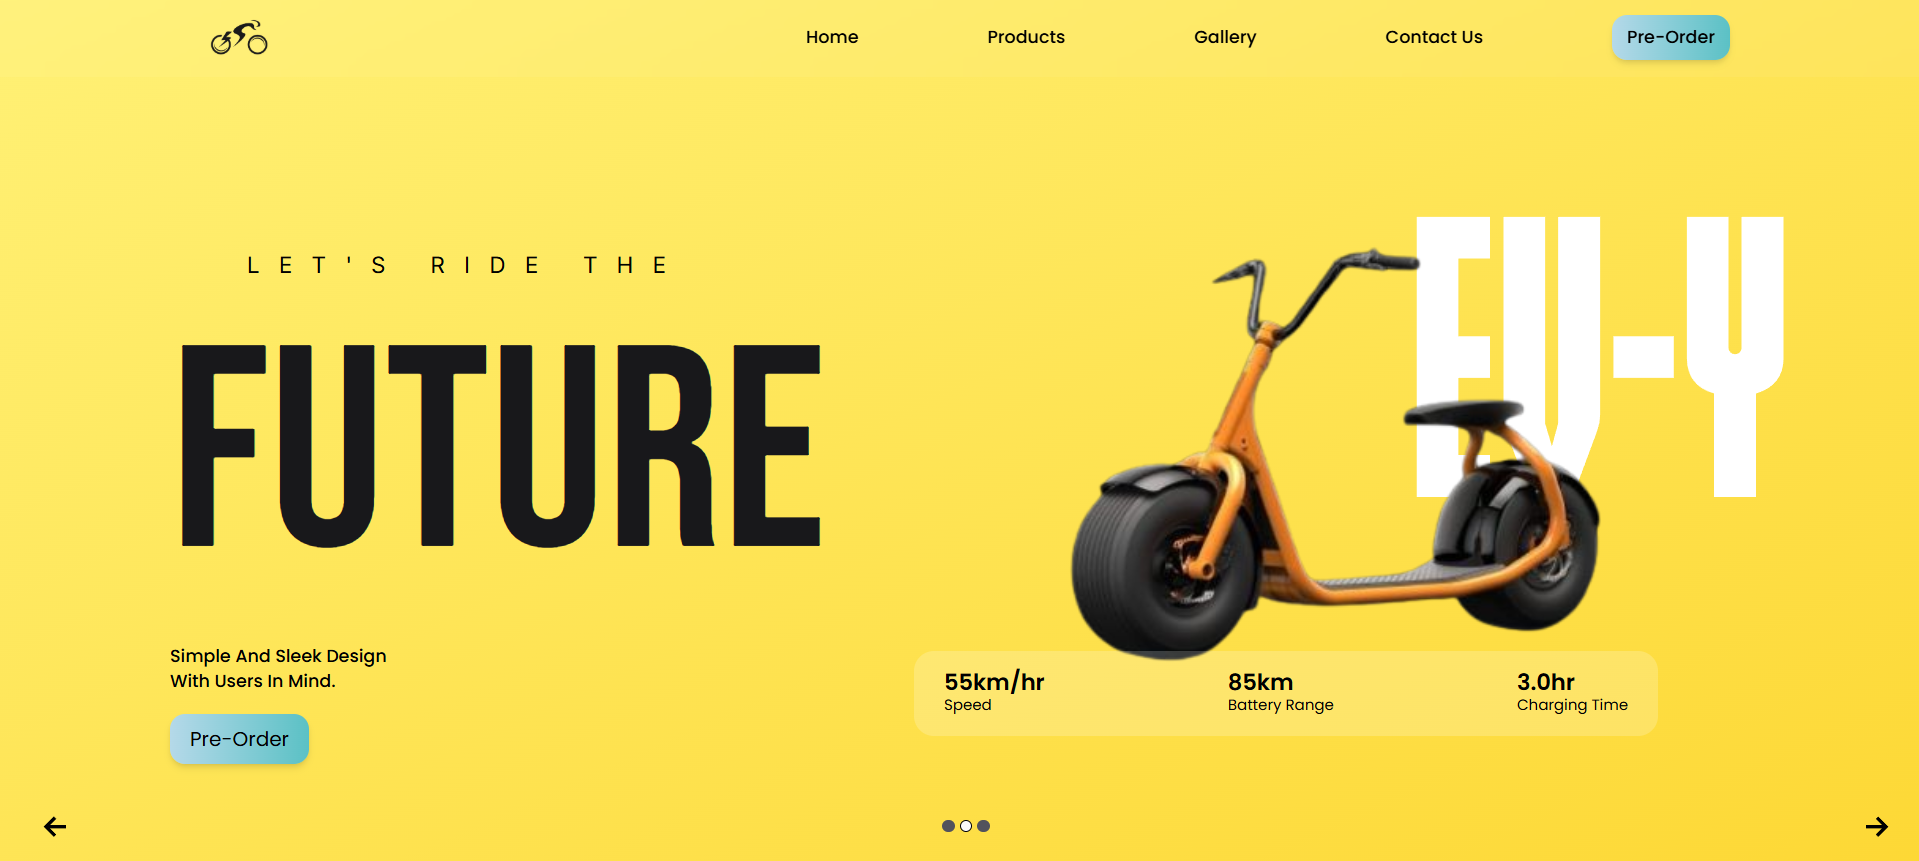 Home Products Gallery Contact Us Pre-Order
LET'S RIDE THE
FUTURE
EV-Y
Simple And Sleek Design
With Users In Mind.
Pre-Order
55km/hr 85km 3.0hr
Speed Battery Range Charging Time